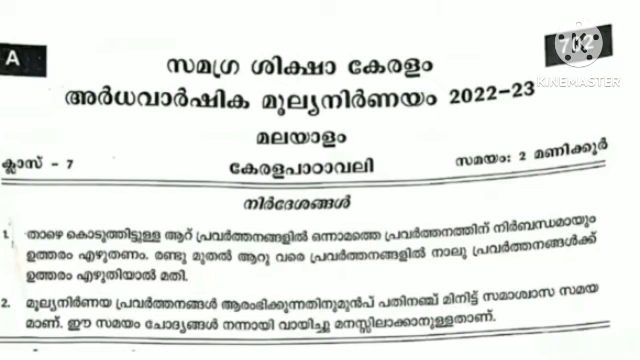 A
സമഗ്ര ശിക്ഷാ കേരളം
KINEMASTER
അർധവാർഷിക മൂല്യനിർണയം 2022-23
മലയാളം
ക്ലാസ് - 7
കേരളപാഠാവലി
സമയം: 2 മണിക്കൂർ
നിർദേശങ്ങൾ
1. താഴെ കൊടുത്തിട്ടുള്ള ആറ് പ്രവർത്തനങ്ങളിൽ ഒന്നാമത്തെ പ്രവർത്തനത്തിന് നിർബന്ധമായും
ഉത്തരം എഴുതണം. രണ്ടു മുതൽ ആറു വരെ പ്രവർത്തനങ്ങളിൽ നാലു പ്രവർത്തനങ്ങൾക്ക്
ഉത്തരം എഴുതിയാൽ മതി.
2. മൂല്യനിർണയ പ്രവർത്തനങ്ങൾ ആരംഭിക്കുന്നതിനുമുൻപ് പതിനഞ്ച് മിനിട്ട് സമാശ്വാസ സമയ
മാണ്. ഈ സമയം ചോദ്യങ്ങൾ നന്നായി വായിച്ചു മനസ്സിലാക്കാനുള്ളതാണ്.